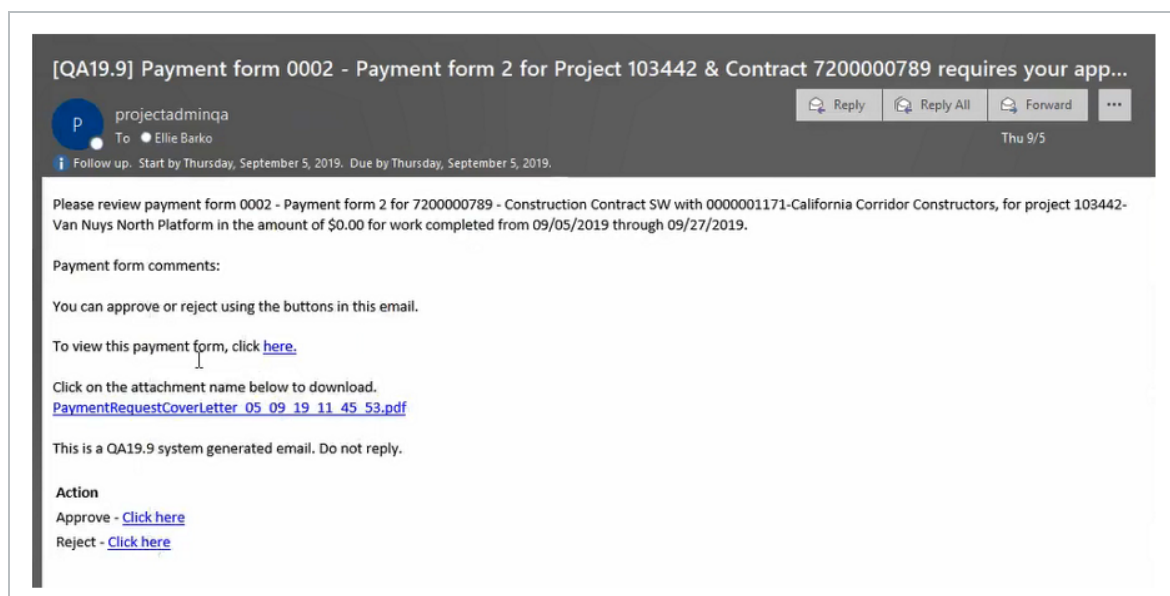 [QA19.9] Payment form 0002 - Payment form 2 for Project 103442 & Contract 7200000789 requires your app...
Reply
Reply All
Forward
...
P
projectadminqa
To Ellie Barko
Thu 9/5
Follow up. Start by Thursday, September 5, 2019. Due by Thursday, September 5, 2019.
Please review payment form 0002 - Payment form 2 for 7200000789 - Construction Contract SW with 0000001171-California Corridor Constructors, for project 103442-
Van Nuys North Platform in the amount of $0.00 for work completed from 09/05/2019 through 09/27/2019.
Payment form comments:
You can approve or reject using the buttons in this email.
To view this payment form, click here.
Click on the attachment name below to download.
PaymentRequestCoverLetter_05_09_19_11_45_53.pdf
This is a QA19.9 system generated email. Do not reply.
Action
Approve - Click here
Reject - Click here